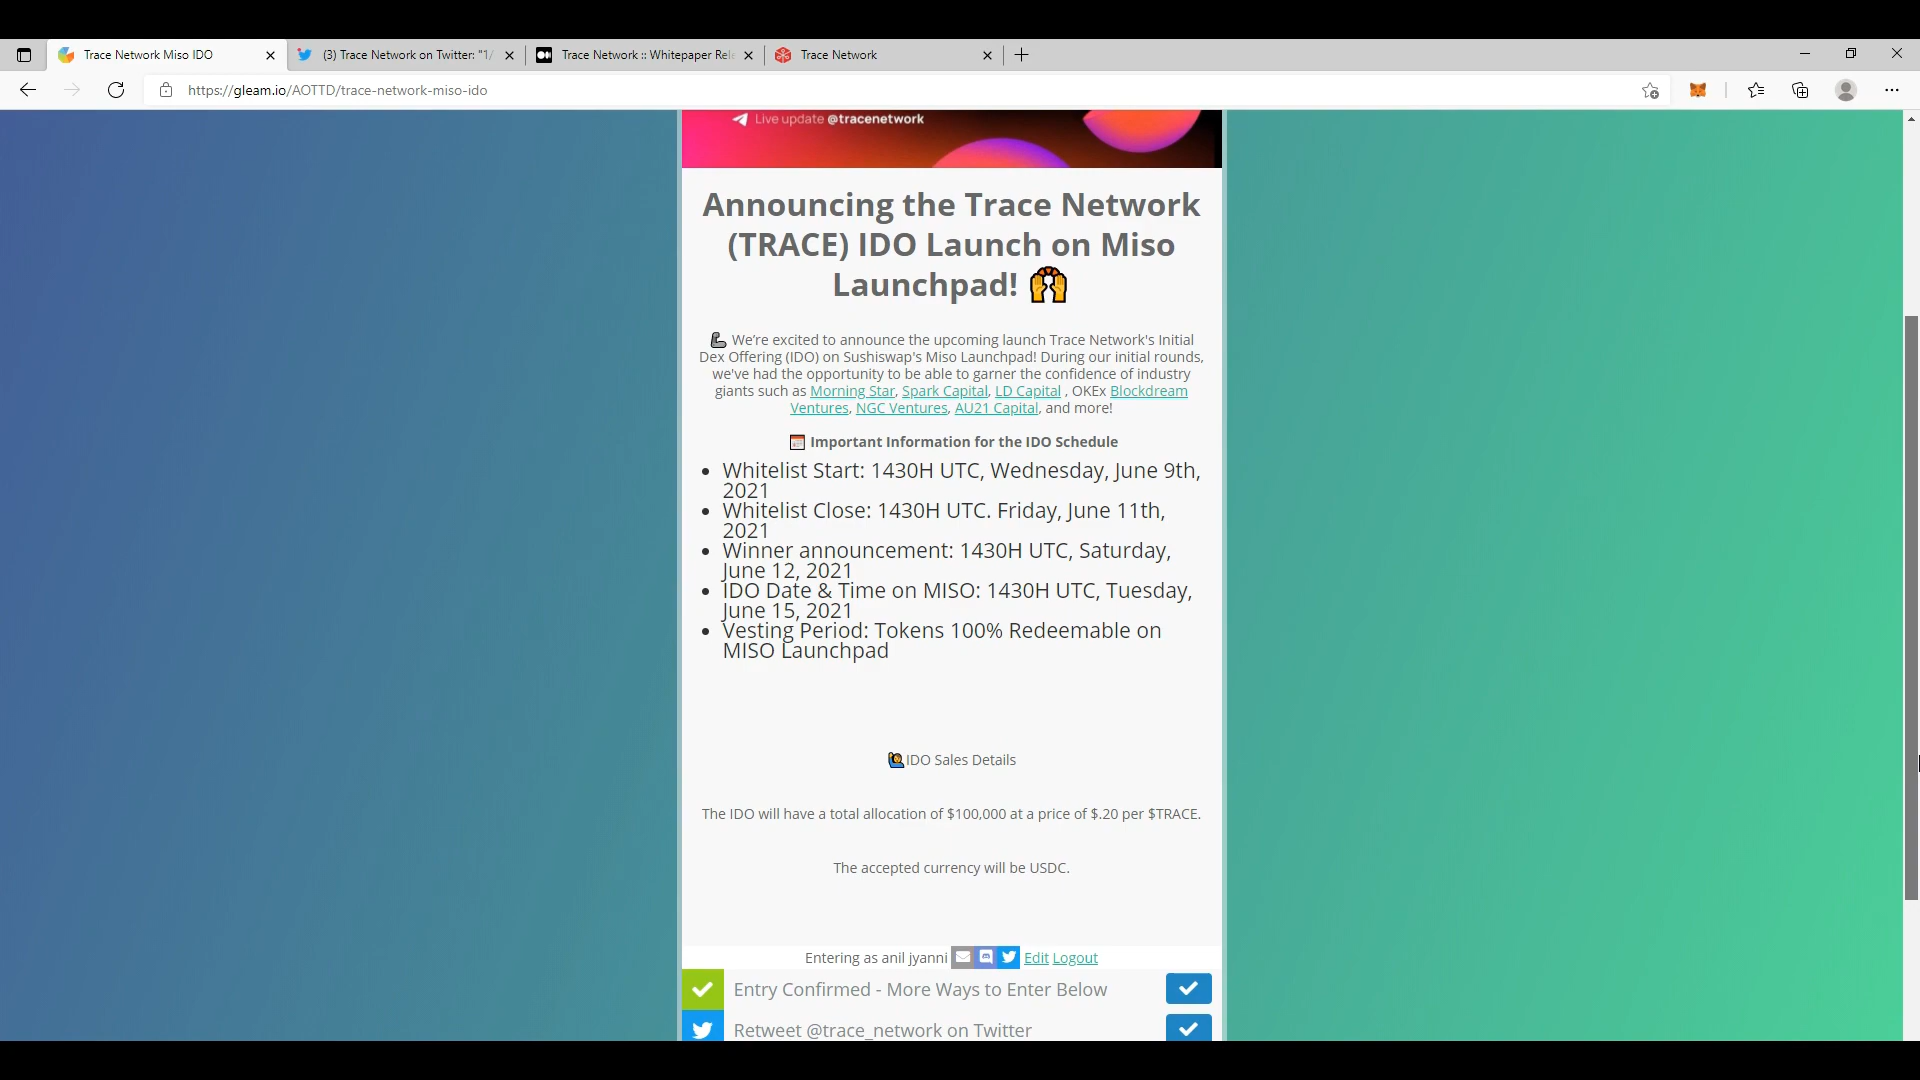 Trace Network Miso IDO
(3) Trace Network on Twitter: "1/
Trace Network :: Whitepaper Rele
Trace Network
https://gleam.io/AOTTD/trace-network-miso-ido
Live update @tracenetwork
Announcing the Trace Network
(TRACE) IDO Launch on Miso
Launchpad! 🙌
💪 We're excited to announce the upcoming launch Trace Network's Initial
Dex Offering (IDO) on Sushiswap's Miso Launchpad! During our initial rounds,
we've had the opportunity to be able to garner the confidence of industry
giants such as Morning Star, Spark Capital, LD Capital , OKEx Blockdream
Ventures, NGC Ventures, AU21 Capital, and more!
📅 Important Information for the IDO Schedule
• Whitelist Start: 1430H UTC, Wednesday, June 9th,
2021
• Whitelist Close: 1430H UTC. Friday, June 11th,
2021
• Winner announcement: 1430H UTC, Saturday,
June 12, 2021
• IDO Date & Time on MISO: 1430H UTC, Tuesday,
June 15, 2021
• Vesting Period: Tokens 100% Redeemable on
MISO Launchpad
🙋IDO Sales Details
The IDO will have a total allocation of $100,000 at a price of $.20 per $TRACE.
The accepted currency will be USDC.
Entering as anil jyanni Edit Logout
Entry Confirmed - More Ways to Enter Below
Retweet @trace_network on Twitter